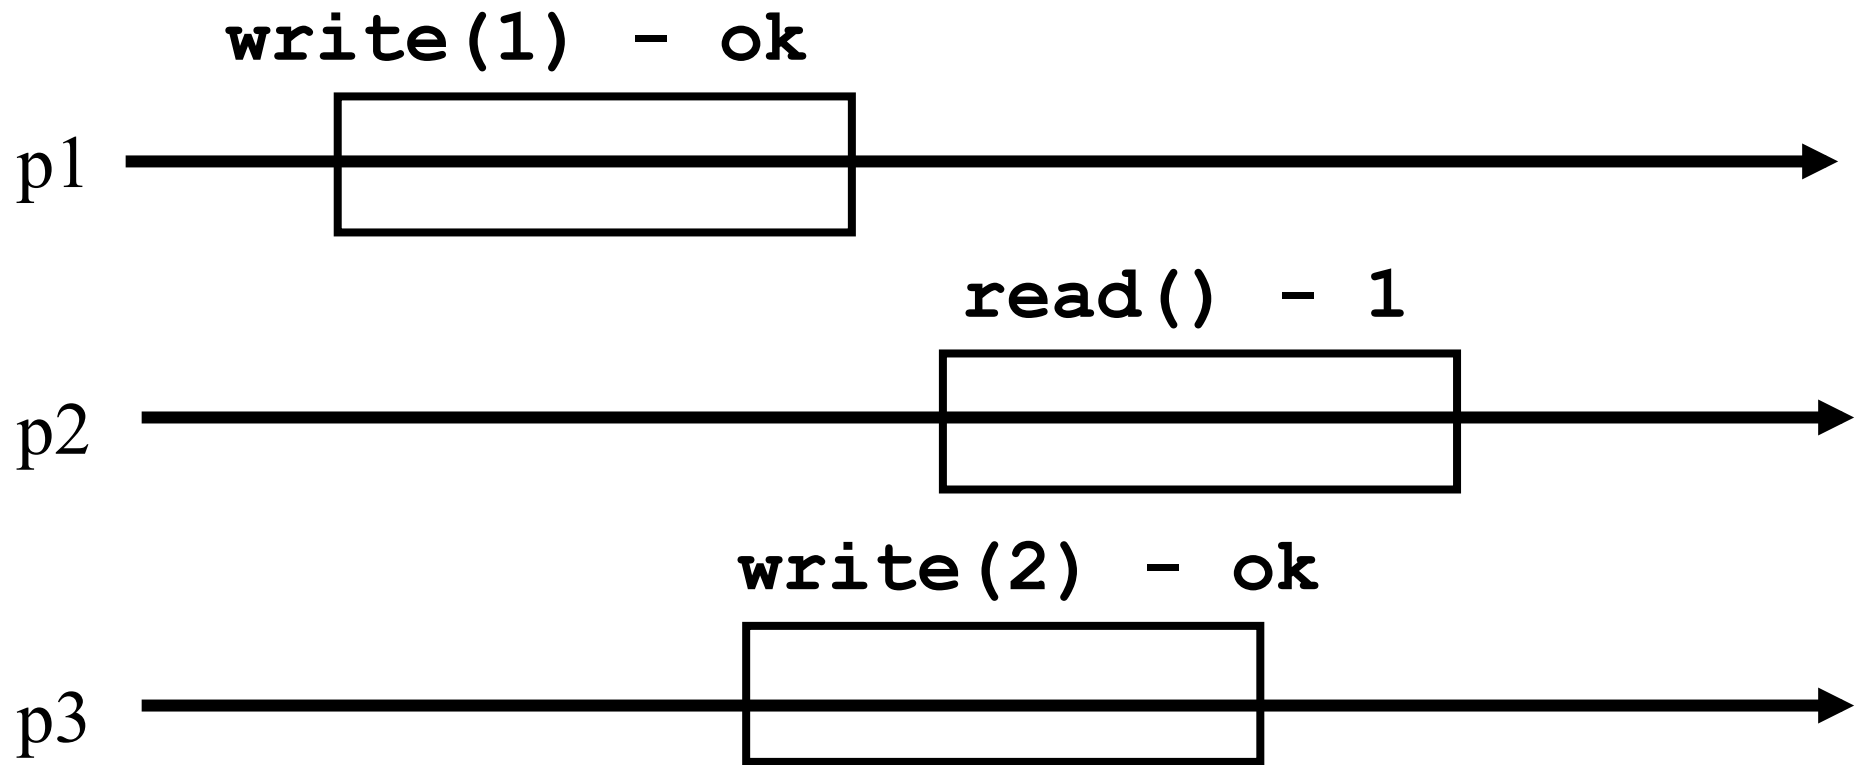 write(1) - ok
p1
read() - 1
p2
write(2) - ok
p3